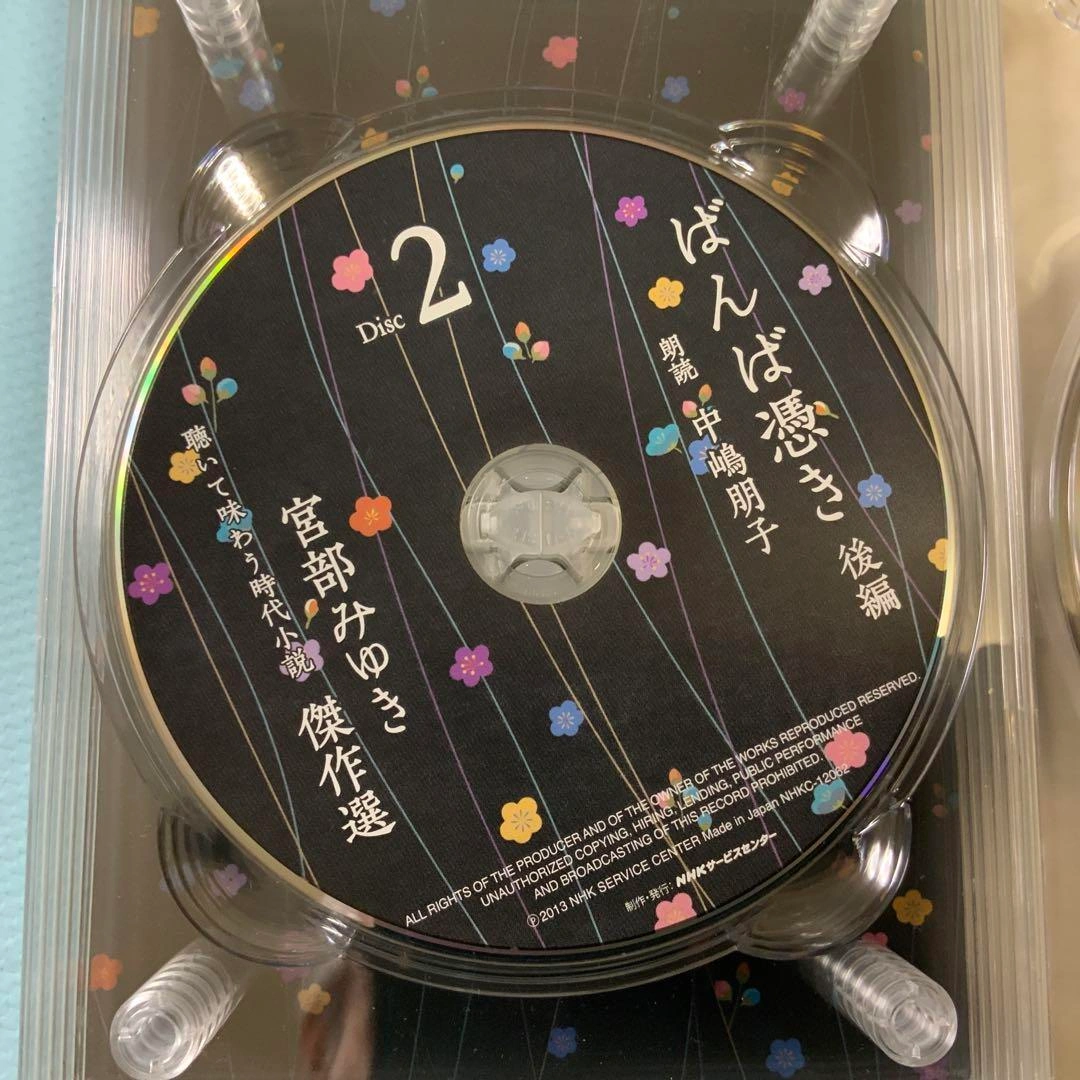 ばんば憑き 後編
朗読 中嶋朋子
Disc 2
宮部みゆき 傑作選
聴いて味わう時代小説
ALL RIGHTS OF THE PRODUCER AND OF THE OWNER OF THE WORKS REPRODUCED RESERVED.
UNAUTHORIZED COPYING, HIRING, LENDING, PUBLIC PERFORMANCE
AND BROADCASTING OF THIS RECORD PROHIBITED.
Ⓟ2013 NHK SERVICE CENTER Made in Japan NHKC-12062
制作・発行: NHKサービスセンター